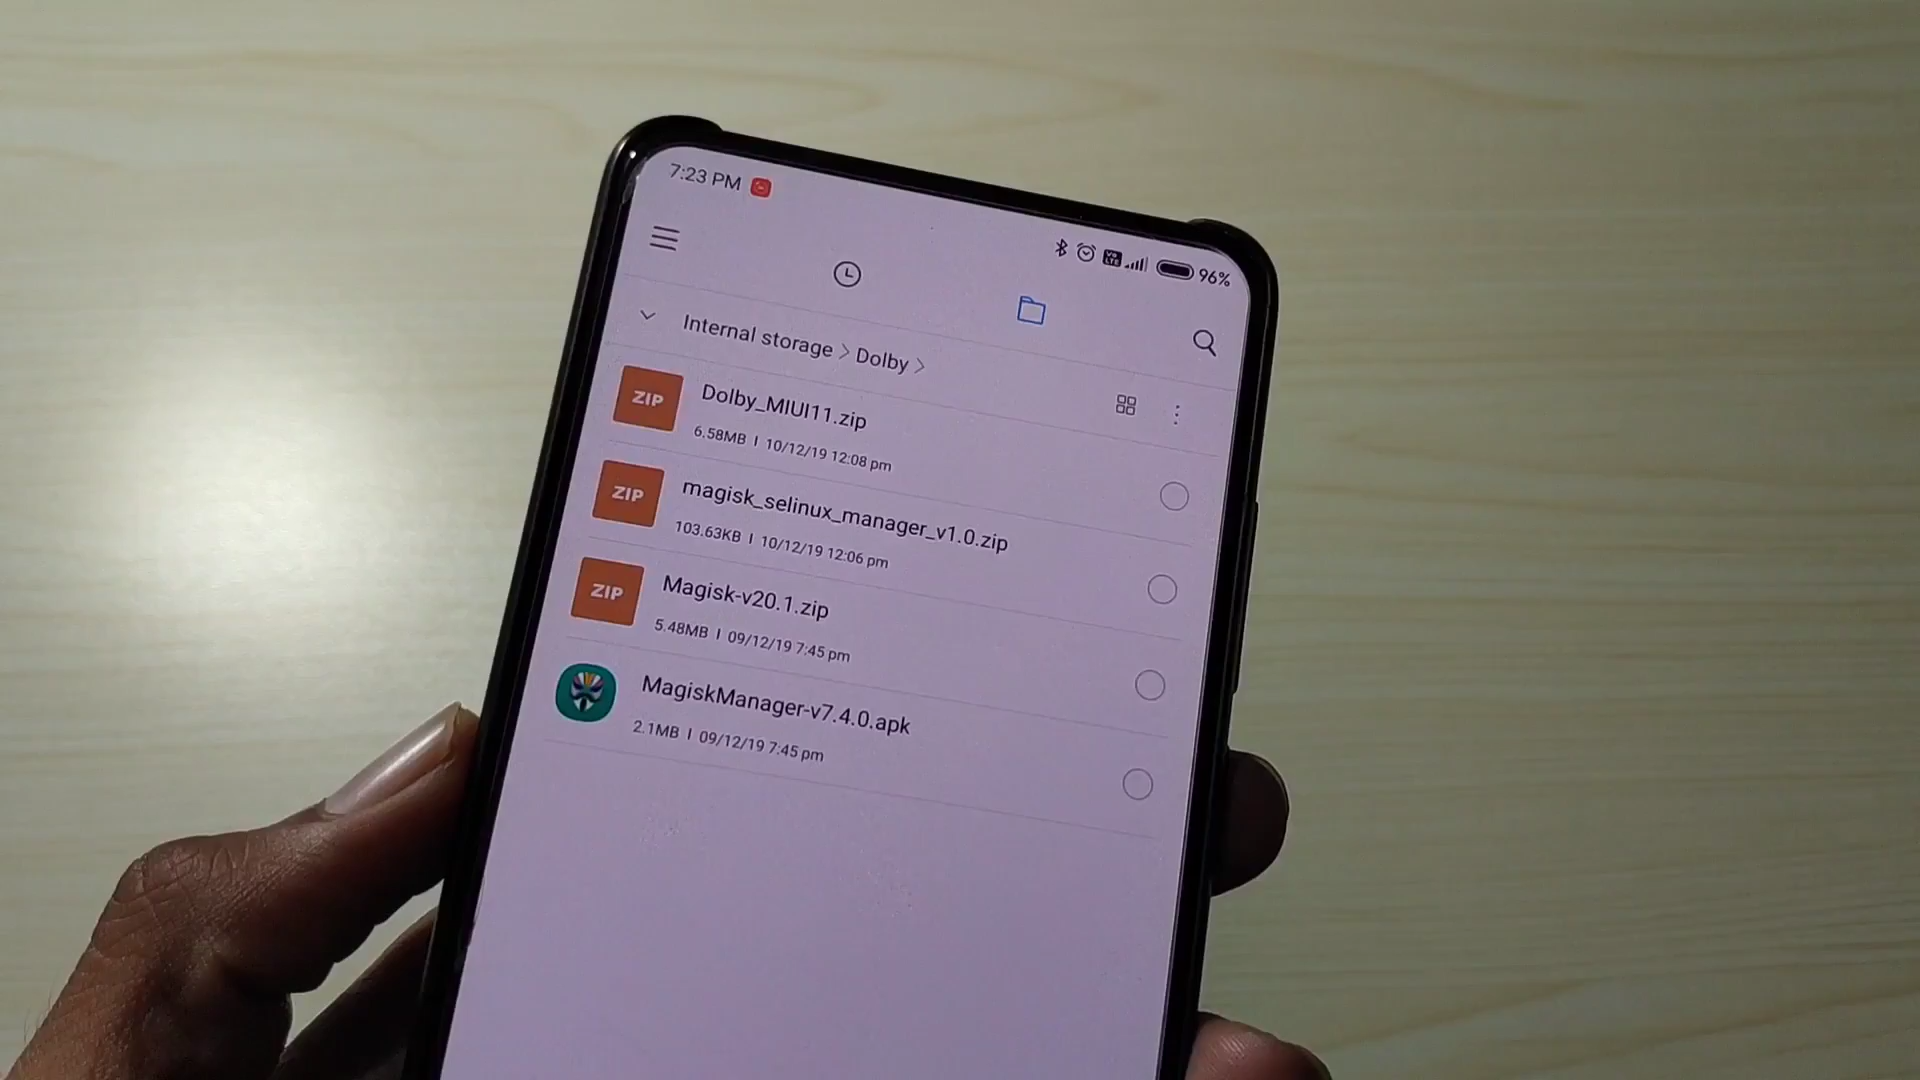 7:23 PM
Vo LTE 96%
Internal storage > Dolby >
ZIP Dolby_MIUI11.zip
6.58MB | 10/12/19 12:08 pm
ZIP magisk_selinux_manager_v1.0.zip
103.63KB | 10/12/19 12:06 pm
ZIP Magisk-v20.1.zip
5.48MB | 09/12/19 7:45 pm
MagiskManager-v7.4.0.apk
2.1MB | 09/12/19 7:45 pm